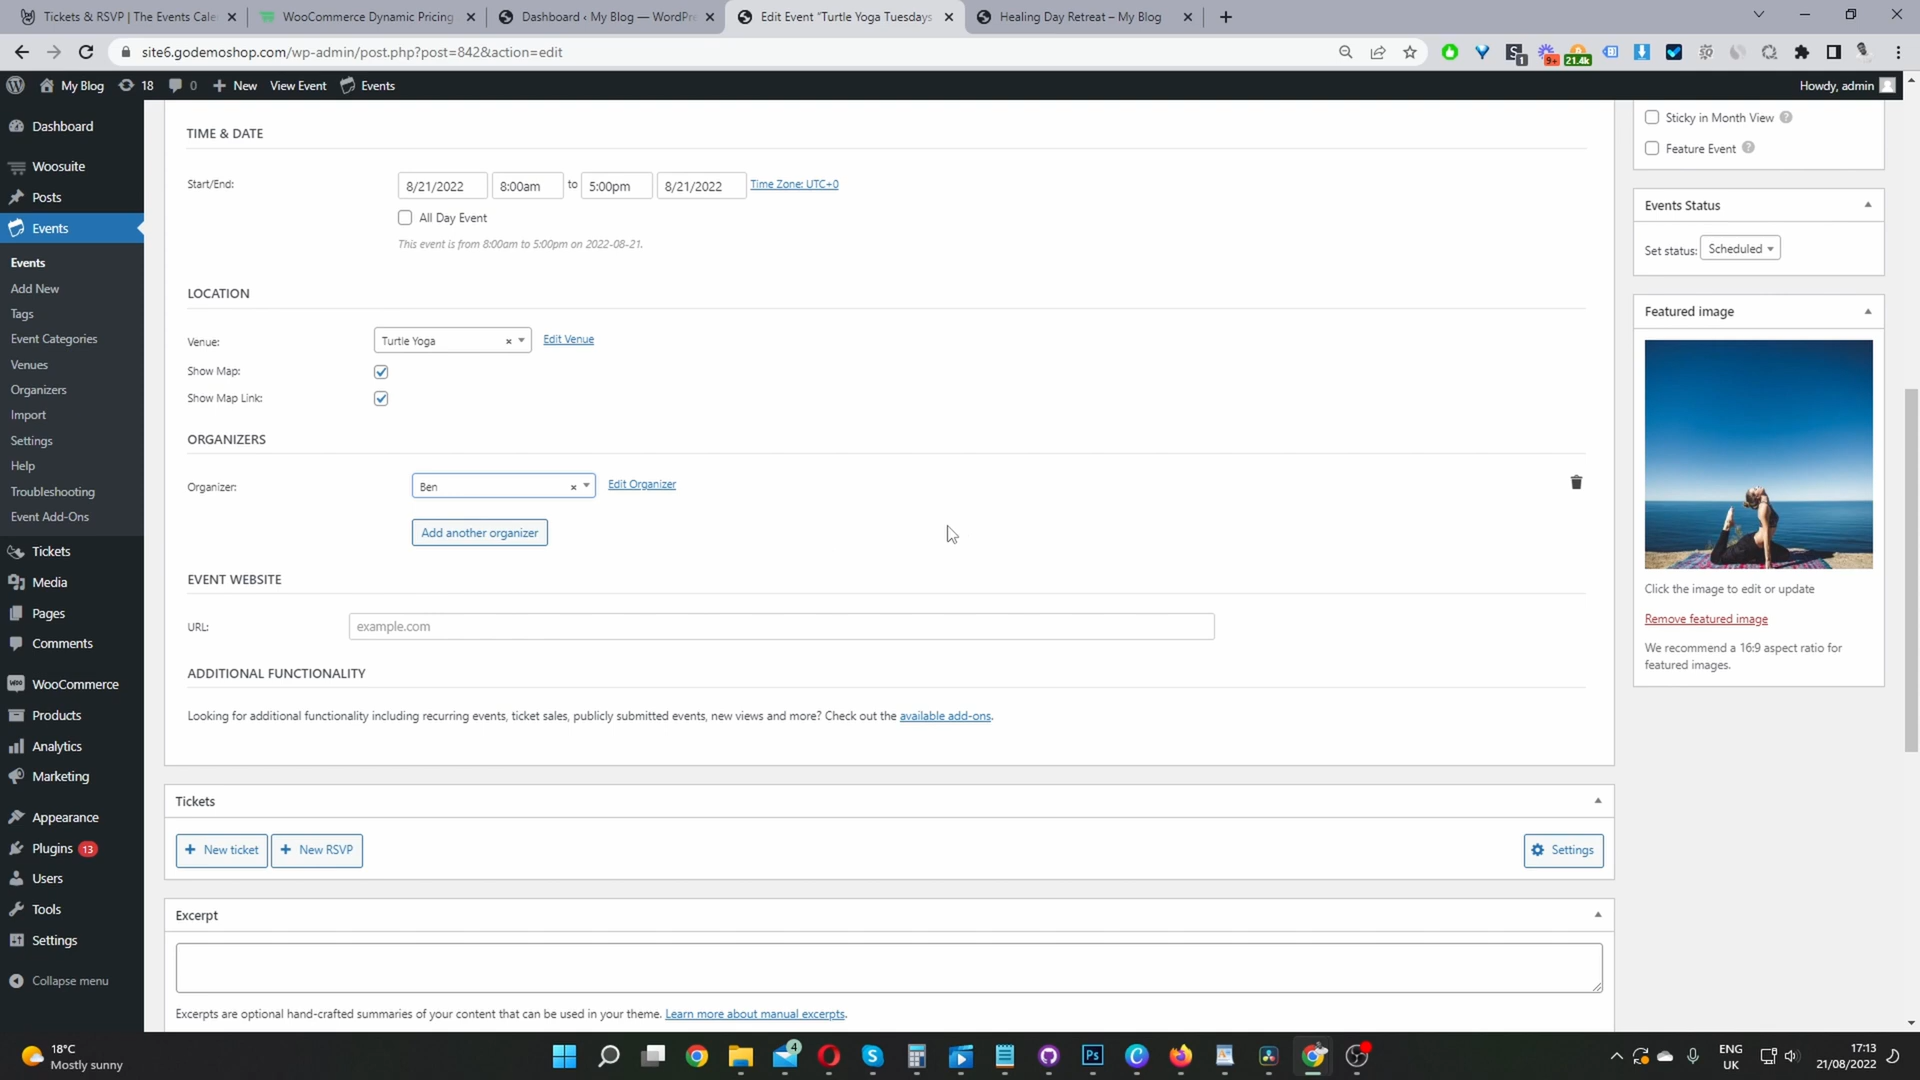 Tickets & RSVP | The Events Cale
WooCommerce Dynamic Pricing
Dashboard ‹ My Blog — WordPre
Edit Event "Turtle Yoga Tuesdays
Healing Day Retreat – My Blog
site6.godemoshop.com/wp-admin/post.php?post=842&action=edit
1
9+
21.4k
My Blog
18
0
New
View Event
Events
Howdy, admin
Dashboard
Woosuite
Posts
Events
Events
Add New
Tags
Event Categories
Venues
Organizers
Import
Settings
Help
Troubleshooting
Event Add-Ons
Tickets
Media
Pages
Comments
WooCommerce
Products
Analytics
Marketing
Appearance
Plugins 13
Users
Tools
Settings
Collapse menu
TIME & DATE
Start/End:
8/21/2022
8:00am
to
5:00pm
8/21/2022
Time Zone: UTC+0
All Day Event
This event is from 8:00am to 5:00pm on 2022-08-21.
LOCATION
Venue:
Turtle Yoga
Edit Venue
Show Map:
Show Map Link:
ORGANIZERS
Organizer:
Ben
Edit Organizer
Add another organizer
EVENT WEBSITE
URL:
example.com
ADDITIONAL FUNCTIONALITY
Looking for additional functionality including recurring events, ticket sales, publicly submitted events, new views and more? Check out the available add-ons.
Tickets
New ticket
New RSVP
Settings
Excerpt
Excerpts are optional hand-crafted summaries of your content that can be used in your theme. Learn more about manual excerpts.
Sticky in Month View
Feature Event
Events Status
Set status: Scheduled
Featured image
Click the image to edit or update
Remove featured image
We recommend a 16:9 aspect ratio for
featured images.
18°C
Mostly sunny
4
Ps
ENG
UK
17:13
21/08/2022